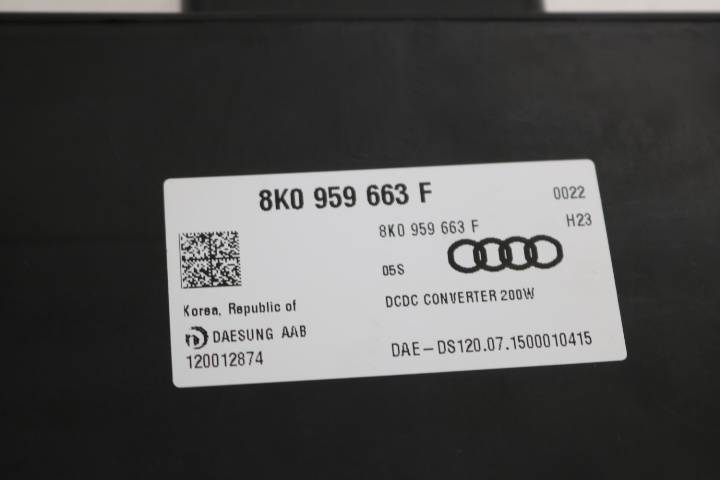 8K0 959 663 F
0022
8K0 959 663 F
H23
05S
DCDC CONVERTER 200W
Korea, Republic of
DAESUNG AAB
120012874
DAE-DS120.07.1500010415